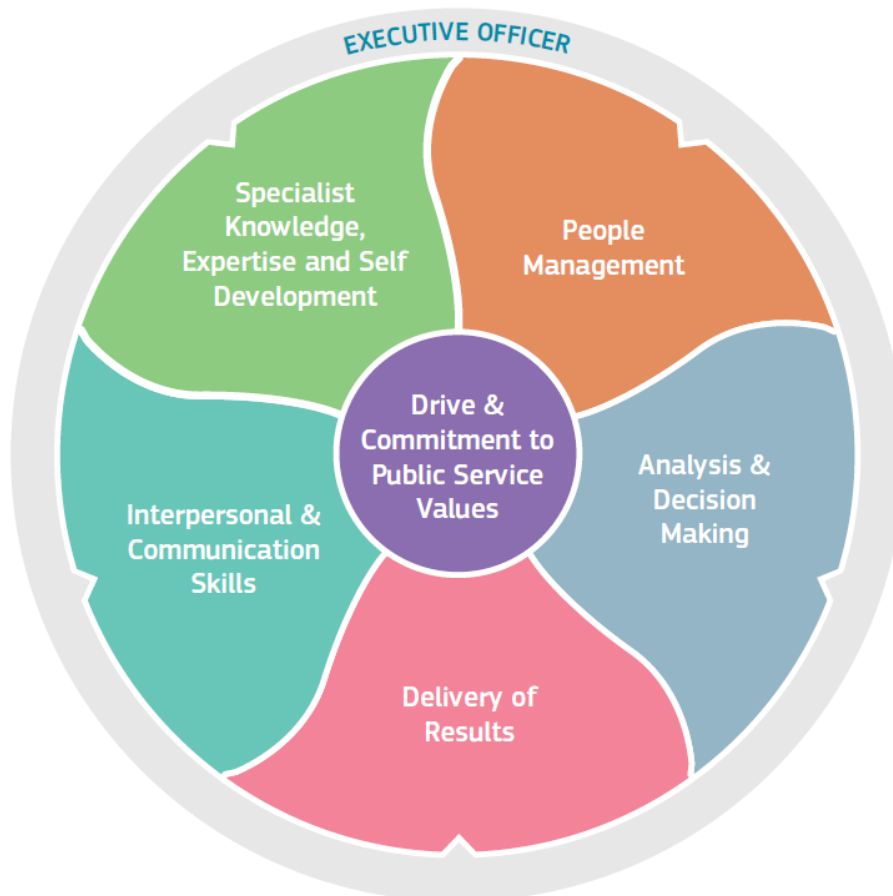 EXECUTIVE OFFICER
Specialist
Knowledge,
Expertise and Self
Development
People
Management
Drive &
Commitment to
Public Service
Values
Analysis &
Decision
Making
Interpersonal &
Communication
Skills
Delivery of
Results